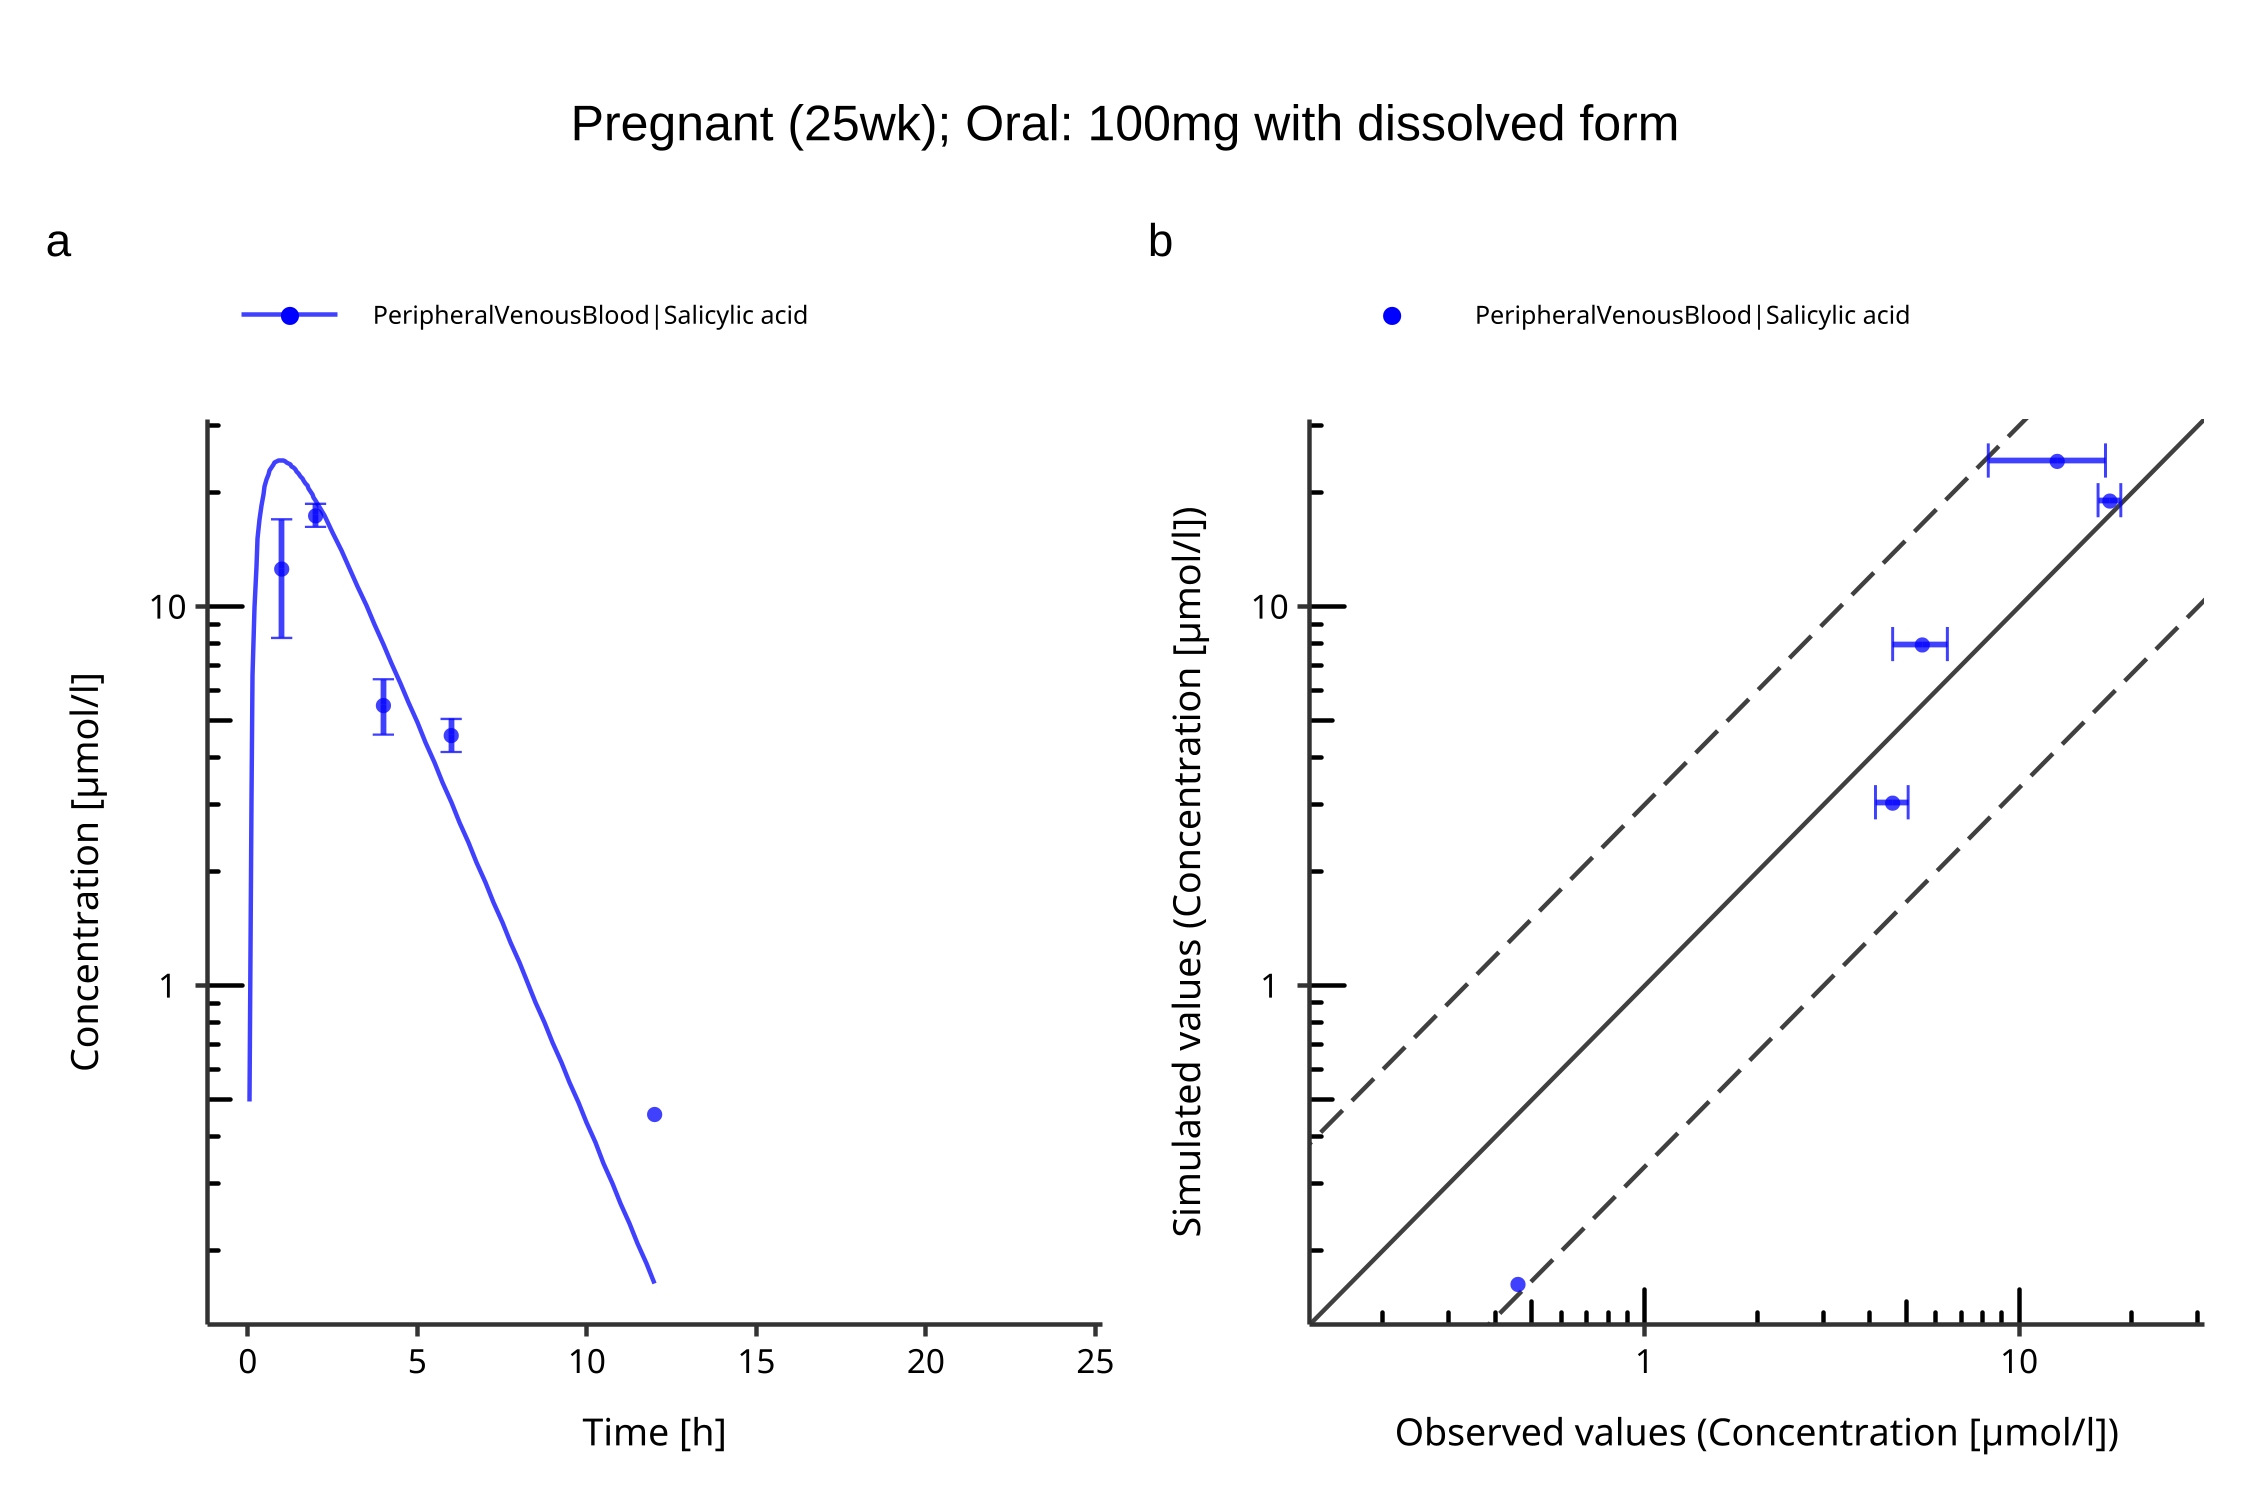 Pregnant (25wk); Oral: 100mg with dissolved form
a
PeripheralVenousBlood|Salicylic acid
Concentration [µmol/l]
10
1
0 5 10 15 20 25
Time [h]
b
PeripheralVenousBlood|Salicylic acid
Simulated values (Concentration [µmol/l])
10
1
1 10
Observed values (Concentration [µmol/l])